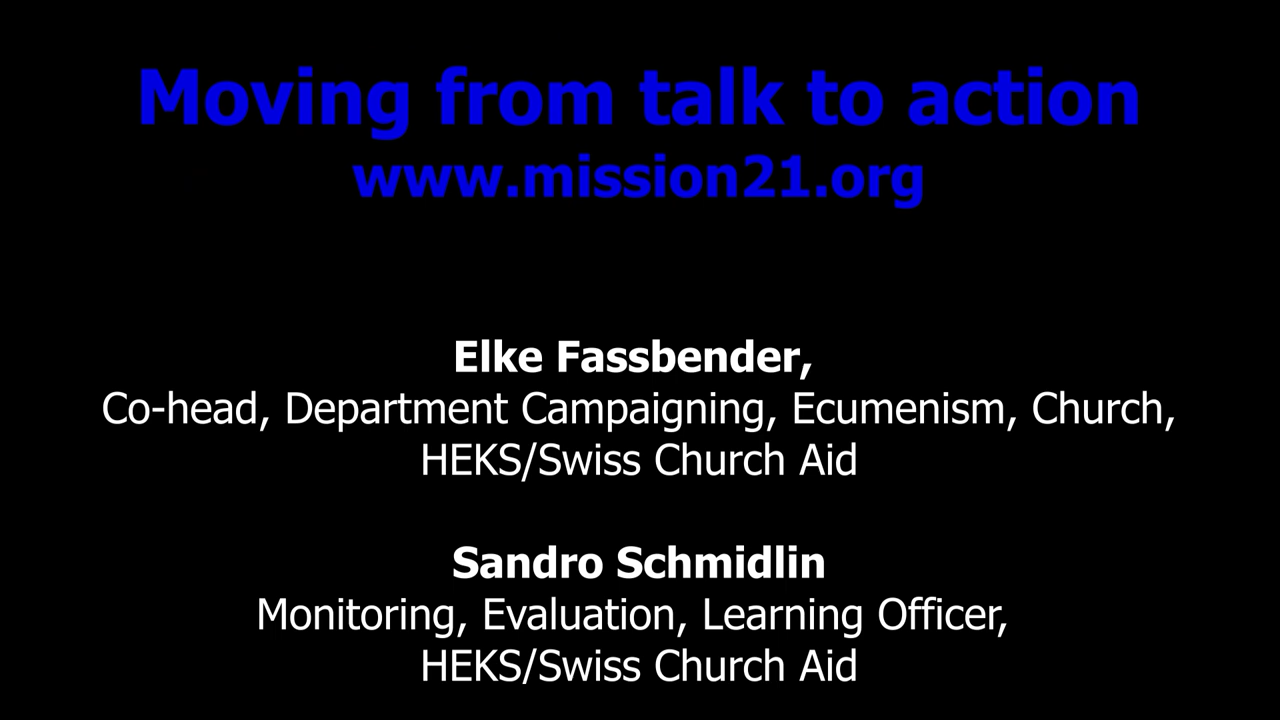 Moving from talk to action
www.mission21.org
Elke Fassbender,
Co-head, Department Campaigning, Ecumenism, Church,
HEKS/Swiss Church Aid
Sandro Schmidlin
Monitoring, Evaluation, Learning Officer,
HEKS/Swiss Church Aid